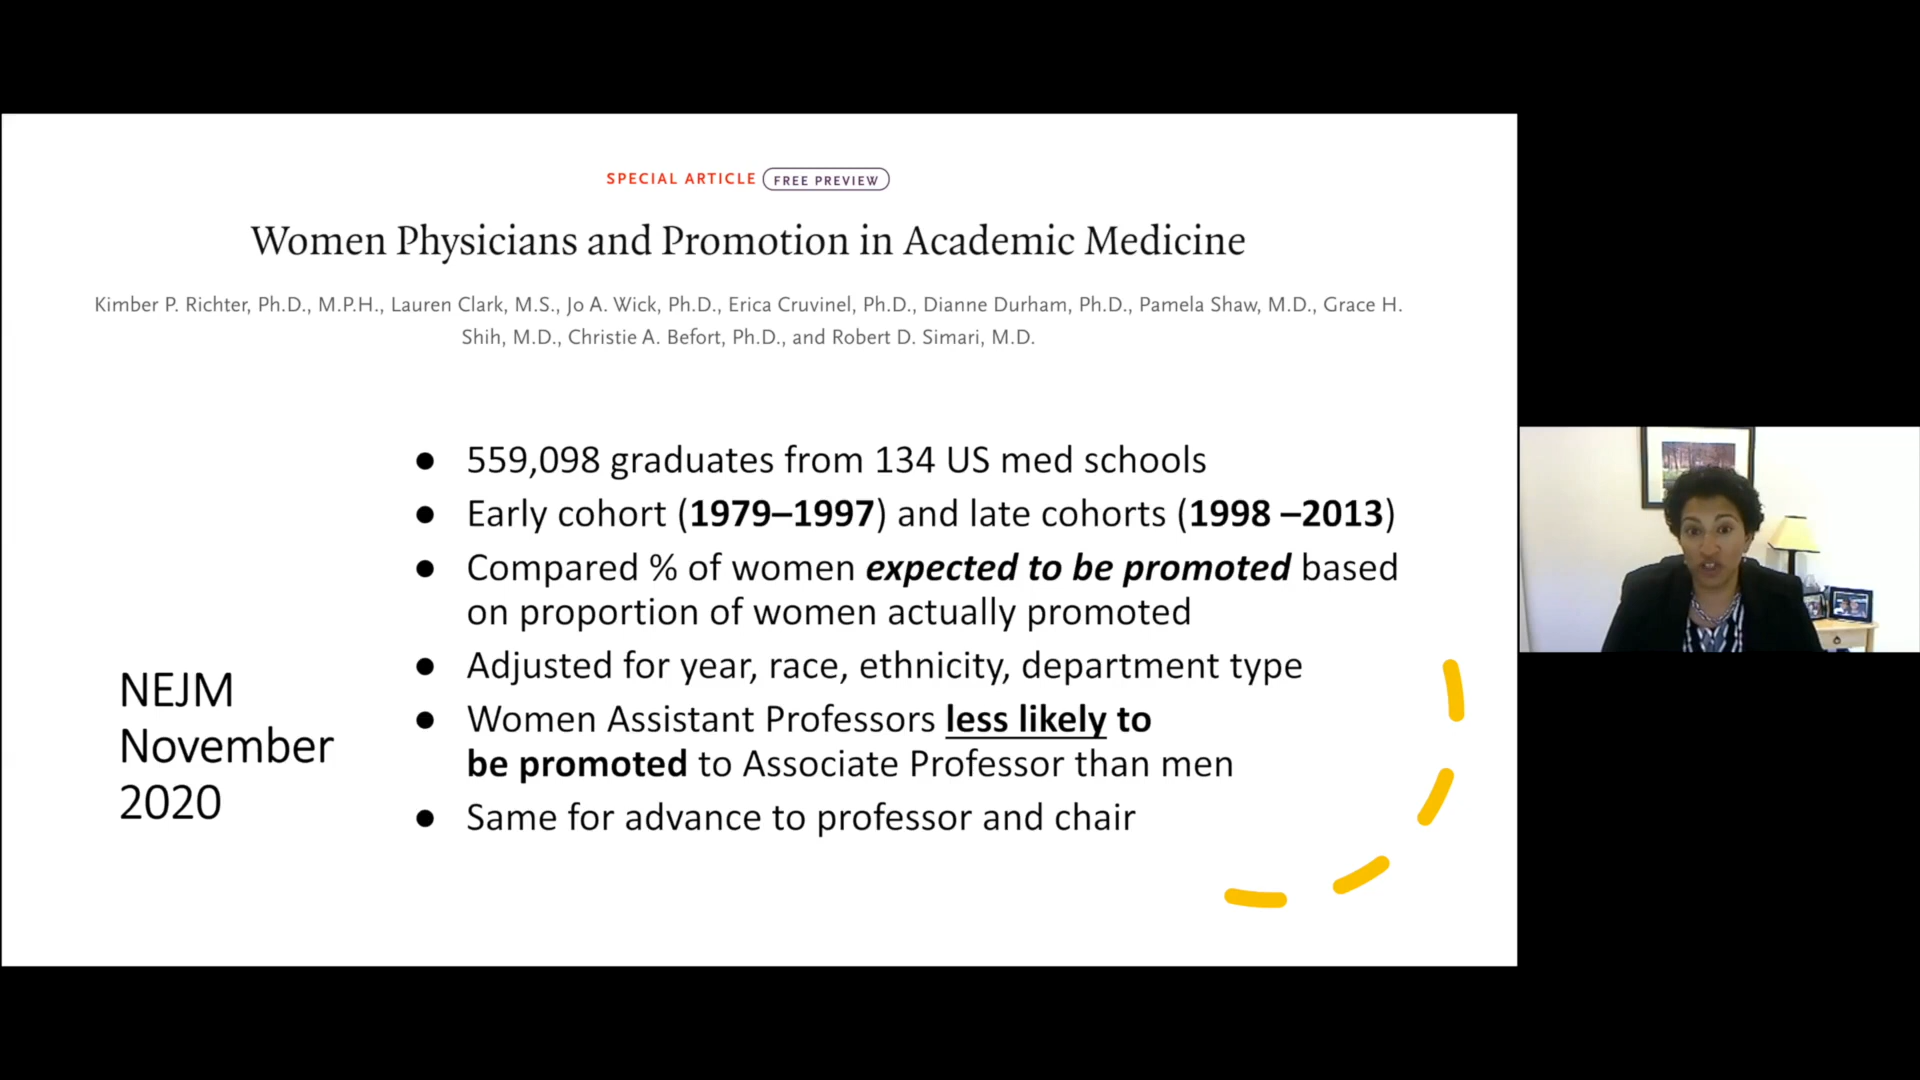 SPECIAL ARTICLE FREE PREVIEW
Women Physicians and Promotion in Academic Medicine
Kimber P. Richter, Ph.D., M.P.H., Lauren Clark, M.S., Jo A. Wick, Ph.D., Erica Cruvinel, Ph.D., Dianne Durham, Ph.D., Pamela Shaw, M.D., Grace H.
Shih, M.D., Christie A. Befort, Ph.D., and Robert D. Simari, M.D.
● 559,098 graduates from 134 US med schools
● Early cohort (1979–1997) and late cohorts (1998 –2013)
● Compared % of women expected to be promoted based
on proportion of women actually promoted
● Adjusted for year, race, ethnicity, department type
● Women Assistant Professors less likely to
be promoted to Associate Professor than men
● Same for advance to professor and chair
NEJM
November
2020